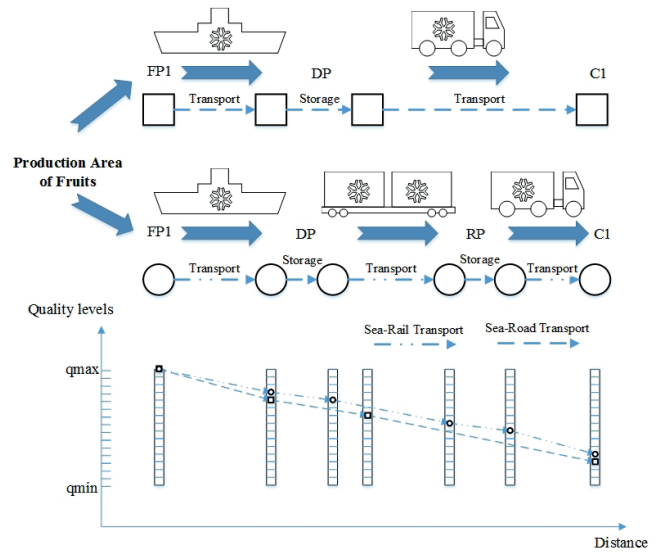 FP1 DP C1
Transport Storage Transport
Production Area
of Fruits
FP1 DP RP C1
Transport Storage Transport Storage Transport
Quality levels
Sea-Rail Transport Sea-Road Transport
qmax
qmin
Distance